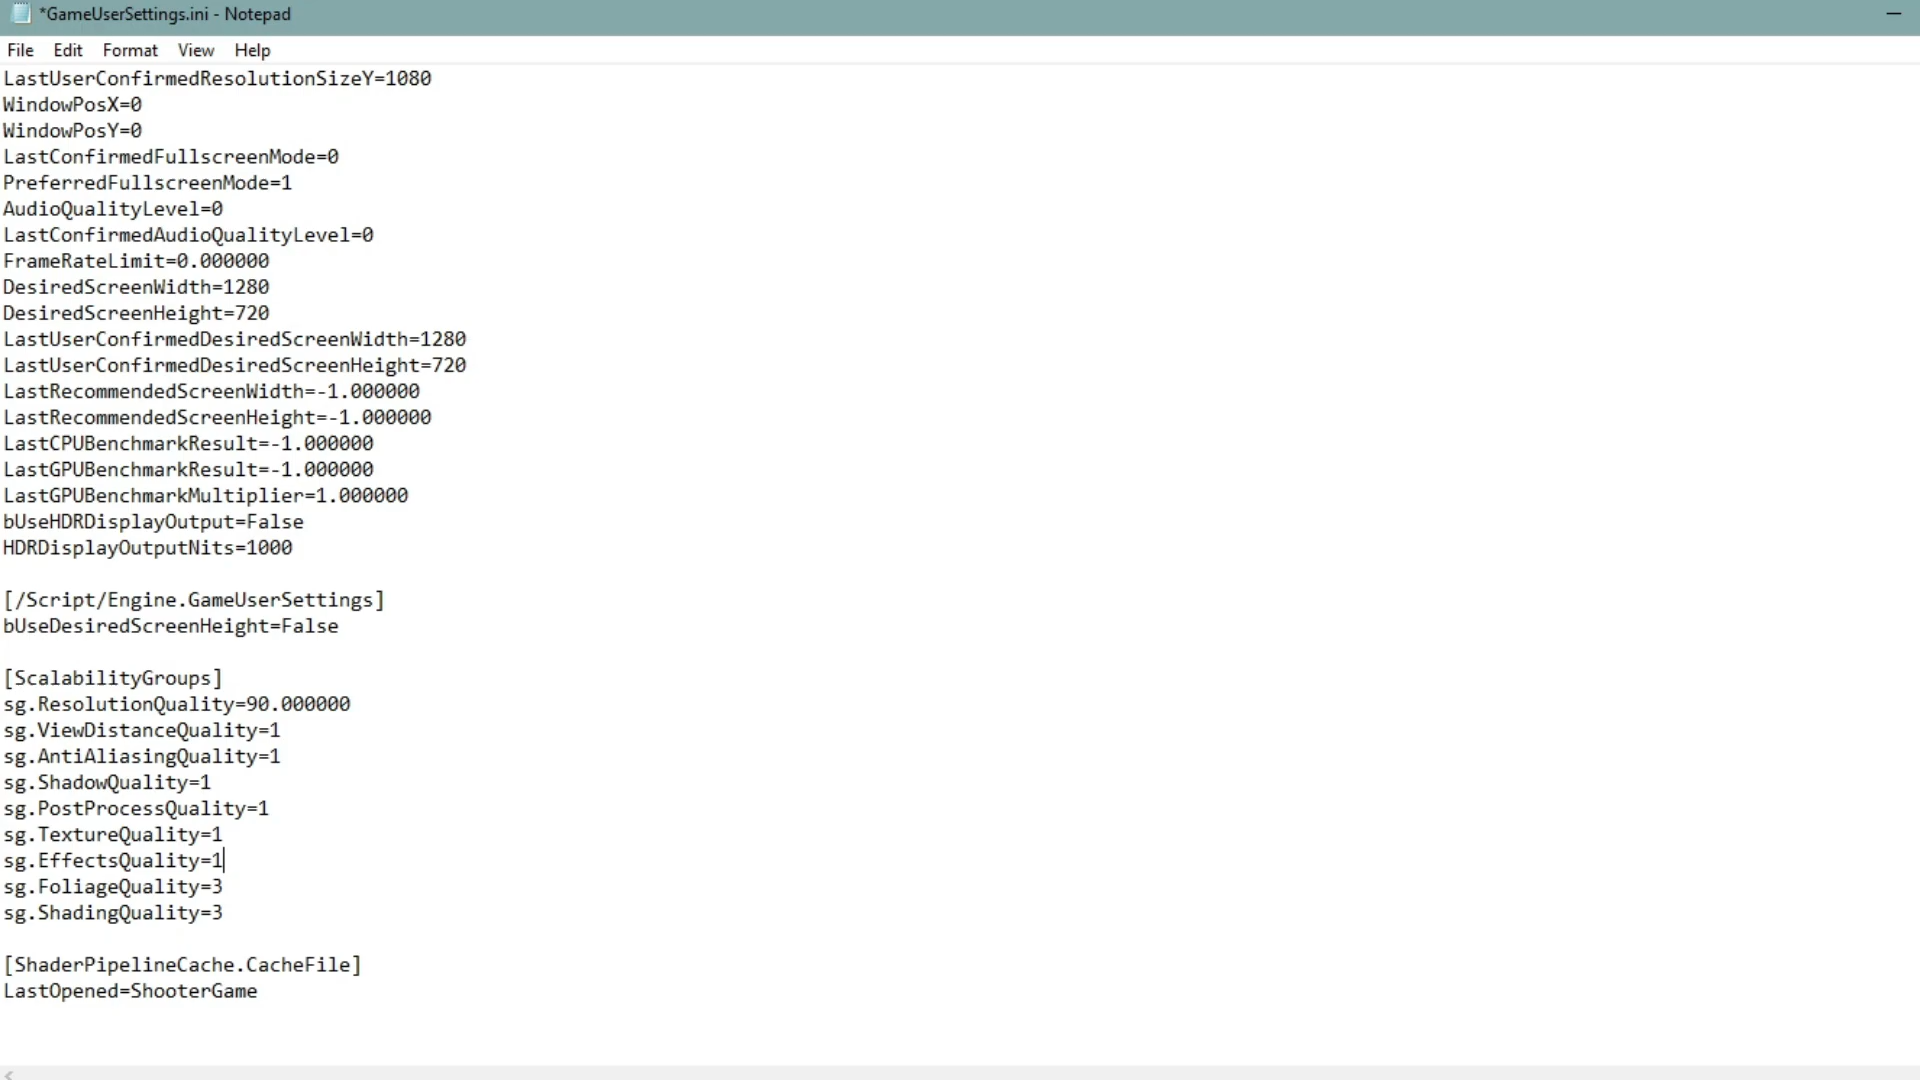 *GameUserSettings.ini - Notepad
File Edit Format View Help
LastUserConfirmedResolutionSizeY=1080
WindowPosX=0
WindowPosY=0
LastConfirmedFullscreenMode=0
PreferredFullscreenMode=1
AudioQualityLevel=0
LastConfirmedAudioQualityLevel=0
FrameRateLimit=0.000000
DesiredScreenWidth=1280
DesiredScreenHeight=720
LastUserConfirmedDesiredScreenWidth=1280
LastUserConfirmedDesiredScreenHeight=720
LastRecommendedScreenWidth=-1.000000
LastRecommendedScreenHeight=-1.000000
LastCPUBenchmarkResult=-1.000000
LastGPUBenchmarkResult=-1.000000
LastGPUBenchmarkMultiplier=1.000000
bUseHDRDisplayOutput=False
HDRDisplayOutputNits=1000
[/Script/Engine.GameUserSettings]
bUseDesiredScreenHeight=False
[ScalabilityGroups]
sg.ResolutionQuality=90.000000
sg.ViewDistanceQuality=1
sg.AntiAliasingQuality=1
sg.ShadowQuality=1
sg.PostProcessQuality=1
sg.TextureQuality=1
sg.EffectsQuality=1
sg.FoliageQuality=3
sg.ShadingQuality=3
[ShaderPipelineCache.CacheFile]
LastOpened=ShooterGame